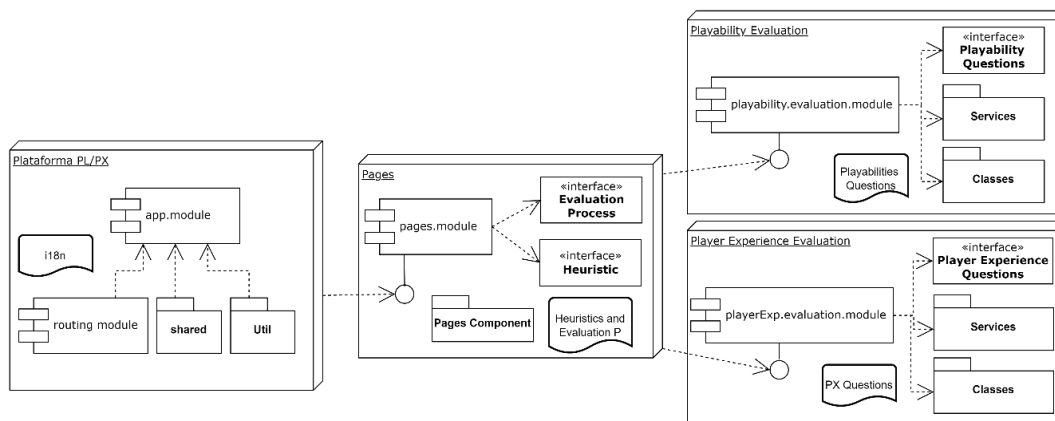 Plataforma PL/PX
app.module
i18n
routing module
shared
Util
Pages
pages.module
«interface»
Evaluation
Process
«interface»
Heuristic
Pages Component
Heuristics and
Evaluation P
Playability Evaluation
playability.evaluation.module
«interface»
Playability
Questions
Services
Playabilities
Questions
Classes
Player Experience Evaluation
playerExp.evaluation.module
«interface»
Player Experience
Questions
Services
PX Questions
Classes